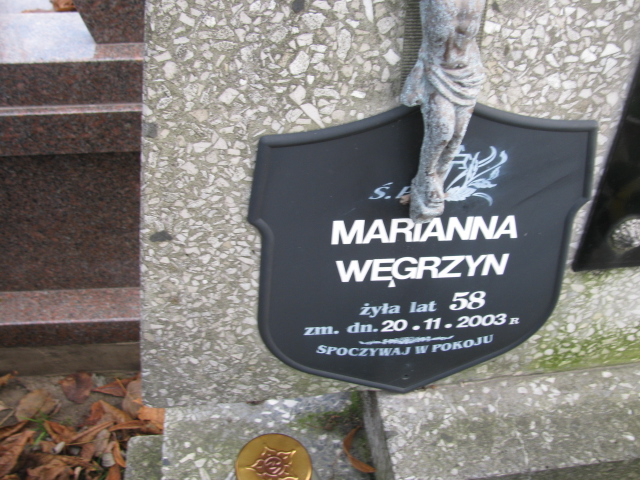 MARIANNA
WĘGRZYN
żyła lat 58
zm. dn. 20 • 11 • 2003 R
SPOCZYWAJ W POKOJU